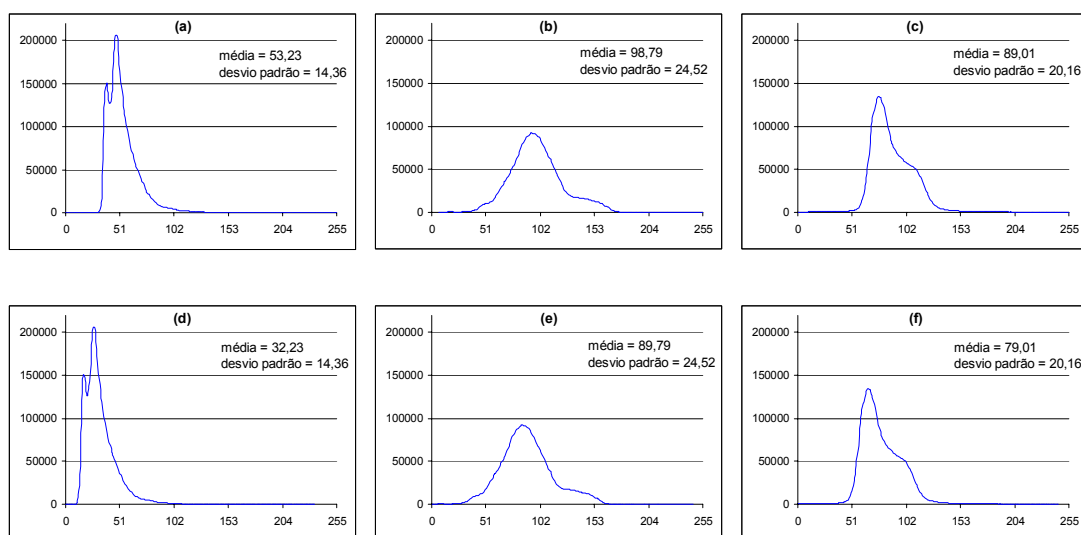 (a)
média = 53,23
desvio padrão = 14,36
200000
150000
100000
50000
0
0 51 102 153 204 255
(b)
média = 98,79
desvio padrão = 24,52
200000
150000
100000
50000
0
0 51 102 153 204 255
(c)
média = 89,01
desvio padrão = 20,16
200000
150000
100000
50000
0
0 51 102 153 204 255
(d)
média = 32,23
desvio padrão = 14,36
200000
150000
100000
50000
0
0 51 102 153 204 255
(e)
média = 89,79
desvio padrão = 24,52
200000
150000
100000
50000
0
0 51 102 153 204 255
(f)
média = 79,01
desvio padrão = 20,16
200000
150000
100000
50000
0
0 51 102 153 204 255